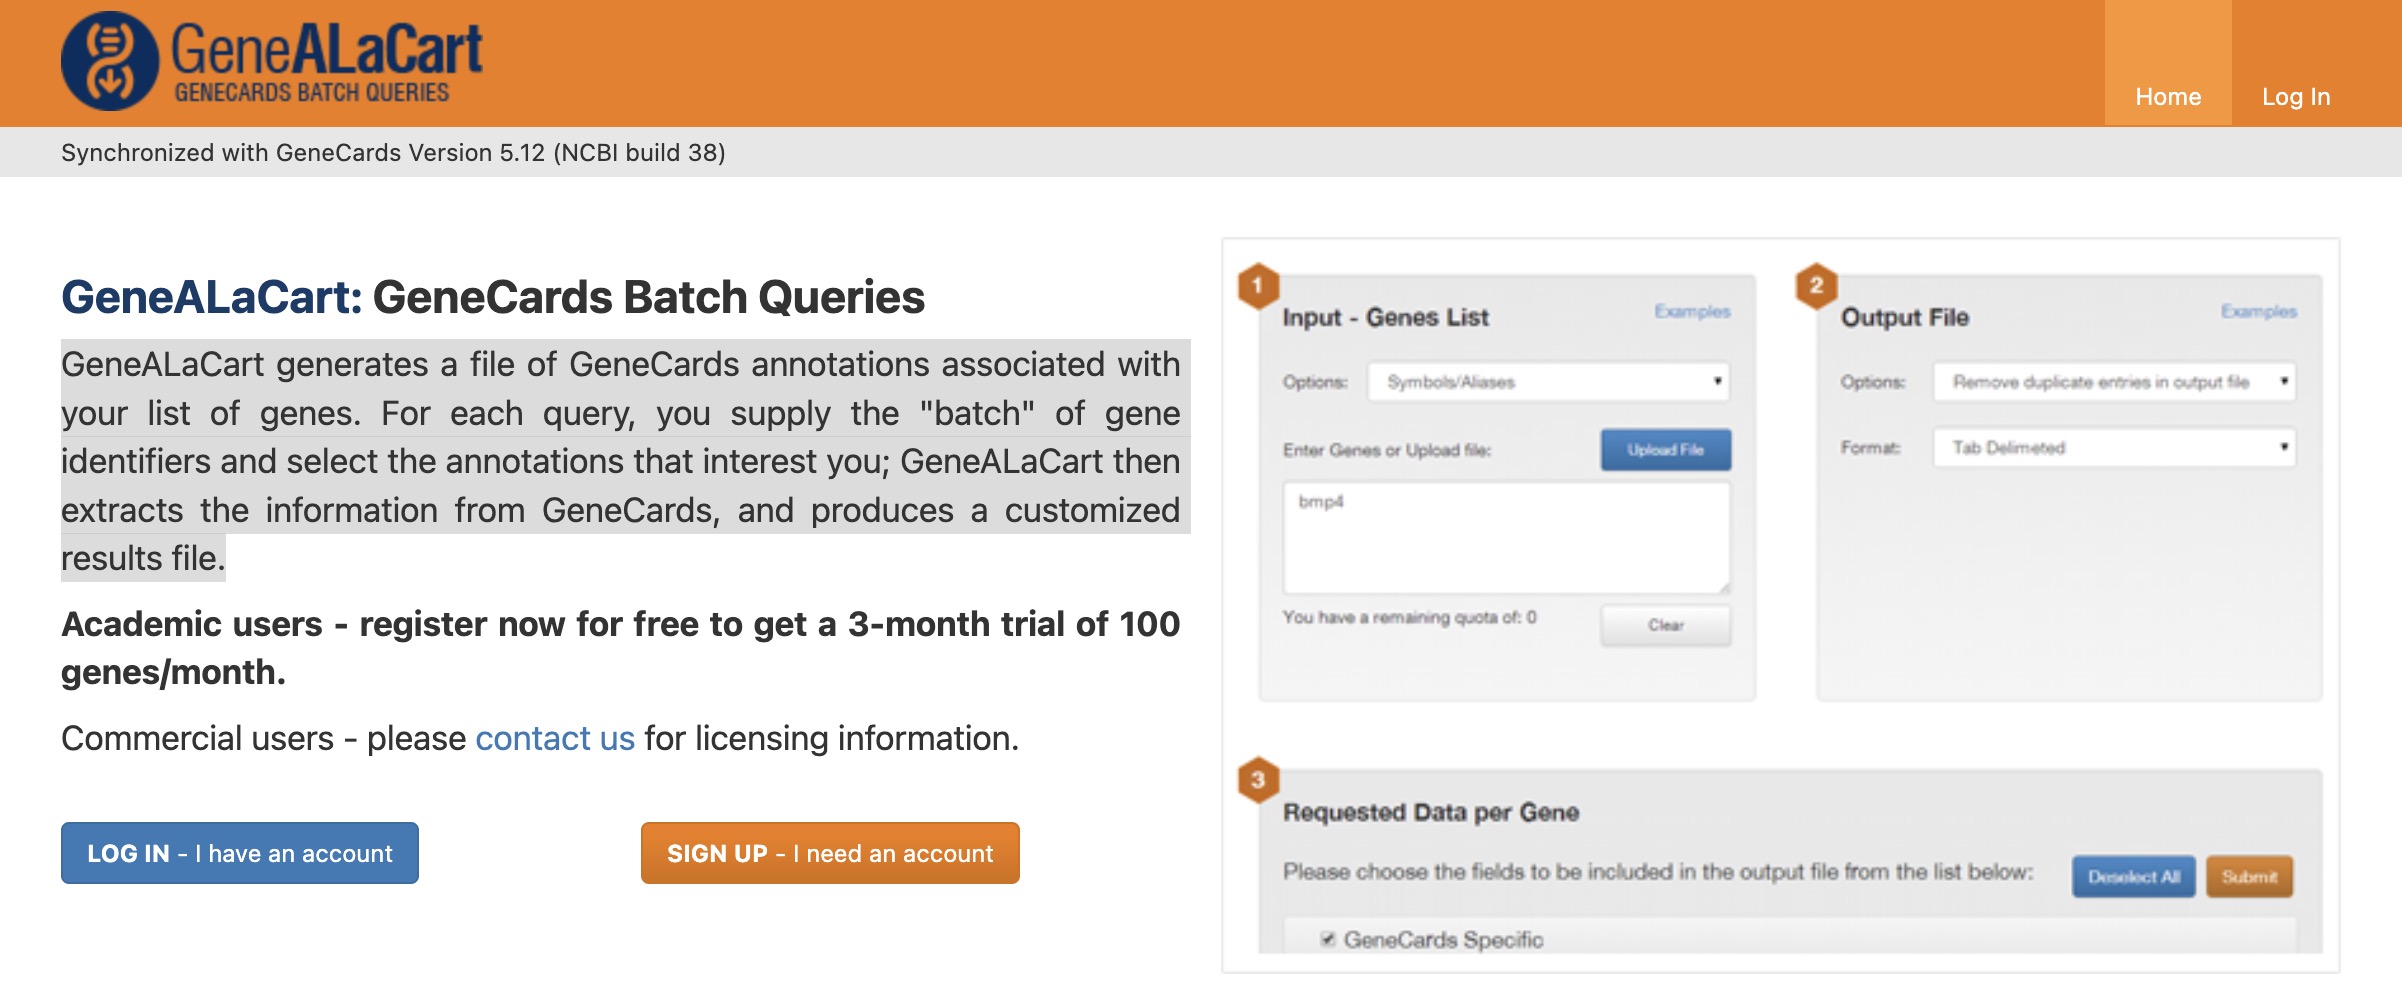 GeneALaCart
GENECARDS BATCH QUERIES
Home
Log In
Synchronized with GeneCards Version 5.12 (NCBI build 38)
GeneALaCart: GeneCards Batch Queries
GeneALaCart generates a file of GeneCards annotations associated with
your list of genes. For each query, you supply the "batch" of gene
identifiers and select the annotations that interest you; GeneALaCart then
extracts the information from GeneCards, and produces a customized
results file.
Academic users - register now for free to get a 3-month trial of 100
genes/month.
Commercial users - please contact us for licensing information.
LOG IN - I have an account
SIGN UP - I need an account
1
Input - Genes List
Examples
Options:
Symbols/Aliases
Enter Genes or Upload file:
Upload File
bmp4
You have a remaining quota of: 0
Clear
2
Output File
Examples
Options:
Remove duplicate entries in output file
Format:
Tab Delimeted
3
Requested Data per Gene
Please choose the fields to be included in the output file from the list below:
Deselect All
Submit
GeneCards Specific